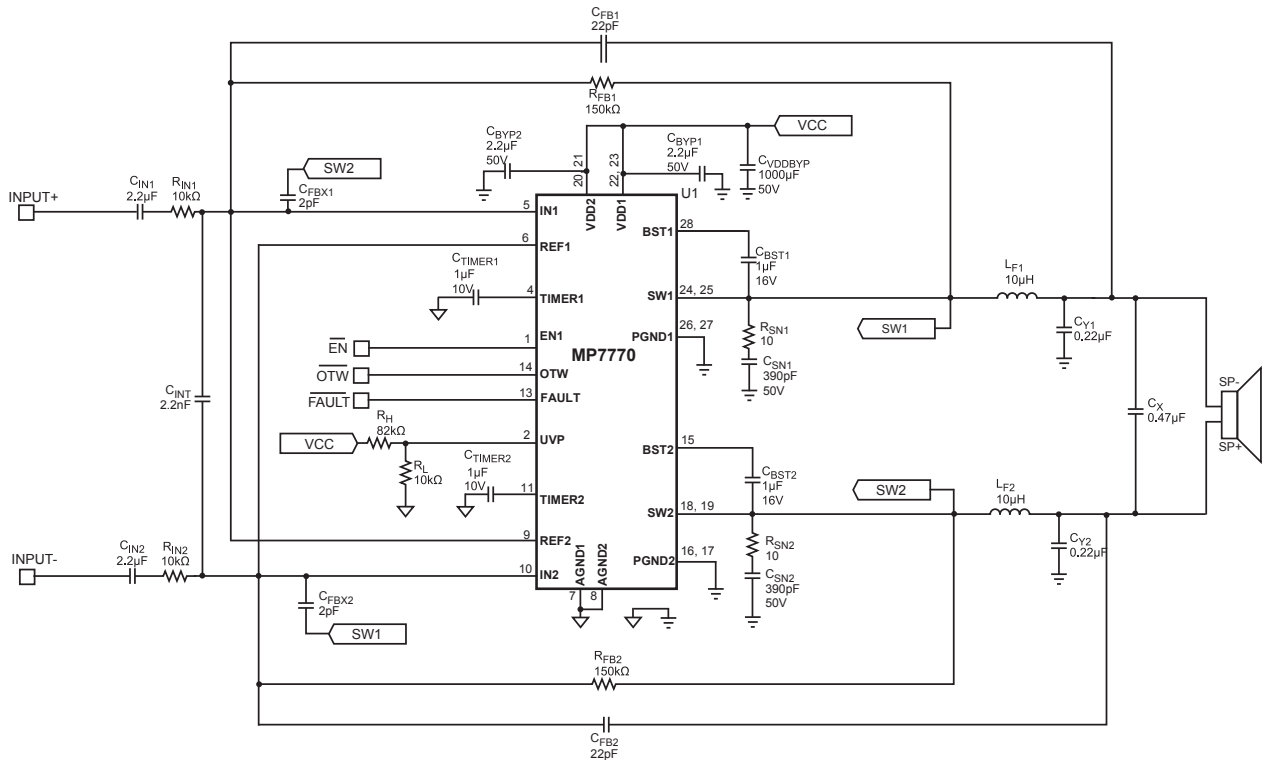 CFB1
22pF
RFB1
150kΩ
VCC
CBYP2
2.2µF
50V
20, 21
22, 23
CBYP1
2.2µF
50V
CVDDBYP
1000µF
50V
SW2
CFBX1
2pF
INPUT+
CIN1
2.2µF
RIN1
10kΩ
U1
5
IN1
VDD2
VDD1
6
REF1
BST1
28
CBST1
1µF
16V
CTIMER1
1µF
10V
4
TIMER1
SW1
24, 25
LF1
10µH
EN
1
EN1
PGND1
26, 27
RSN1
10
CSN1
390pF
50V
SW1
CY1
0.22µF
MP7770
OTW
14
OTW
FAULT
13
FAULT
CINT
2.2nF
CX
0.47µF
SP-
SP+
VCC
RH
82kΩ
2
UVP
RL
10kΩ
BST2
15
CBST2
1µF
16V
CTIMER2
1µF
10V
11
TIMER2
SW2
LF2
10µH
SW2
18, 19
INPUT-
CIN2
2.2µF
RIN2
10kΩ
9
REF2
10
IN2
AGND1
AGND2
7
8
PGND2
16, 17
RSN2
10
CSN2
390pF
50V
CY2
0.22µF
CFBX2
2pF
SW1
RFB2
150kΩ
CFB2
22pF